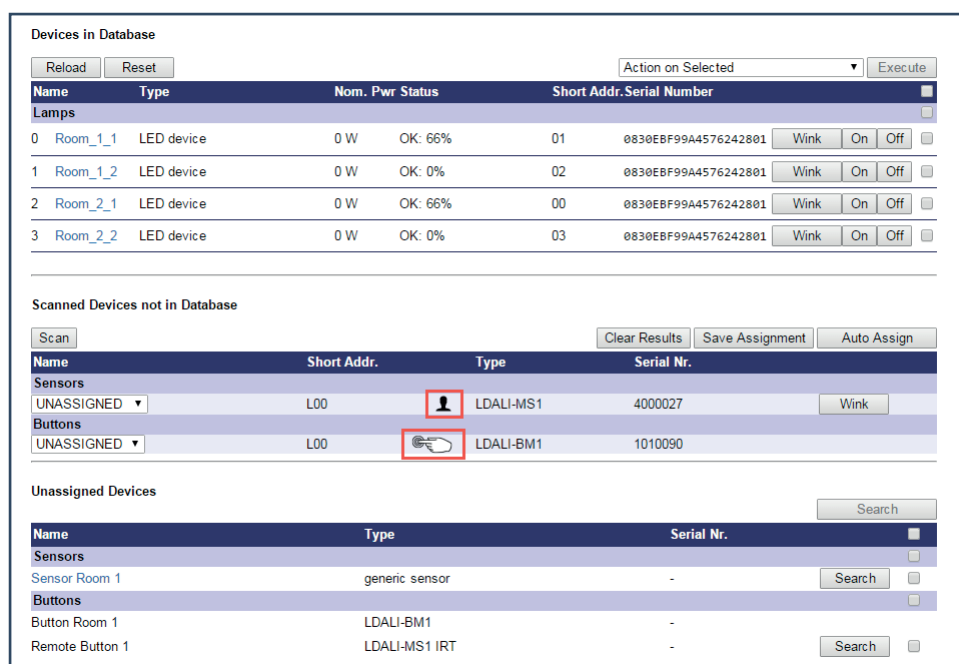 Devices in Database
Reload Reset Action on Selected Execute
Name Type Nom. Pwr Status Short Addr. Serial Number
Lamps
0 Room_1_1 LED device 0 W OK: 66% 01 0830EBF99A4576242801 Wink On Off
1 Room_1_2 LED device 0 W OK: 0% 02 0830EBF99A4576242801 Wink On Off
2 Room_2_1 LED device 0 W OK: 66% 00 0830EBF99A4576242801 Wink On Off
3 Room_2_2 LED device 0 W OK: 0% 03 0830EBF99A4576242801 Wink On Off
Scanned Devices not in Database
Scan Clear Results Save Assignment Auto Assign
Name Short Addr. Type Serial Nr.
Sensors
UNASSIGNED L00 LDALI-MS1 4000027 Wink
Buttons
UNASSIGNED L00 LDALI-BM1 1010090
Unassigned Devices
Search
Name Type Serial Nr.
Sensors
Sensor Room 1 generic sensor - Search
Buttons
Button Room 1 LDALI-BM1 -
Remote Button 1 LDALI-MS1 IRT - Search